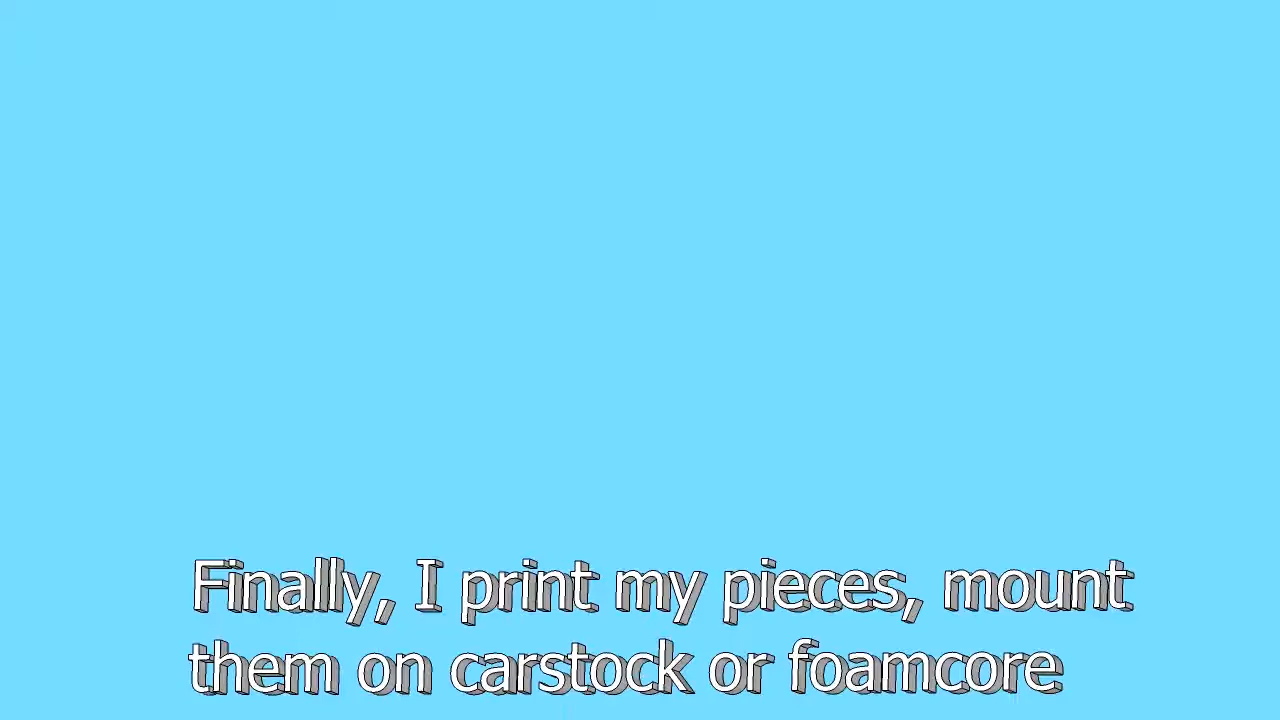 Finally, I print my pieces, mount
them on carstock or foamcore